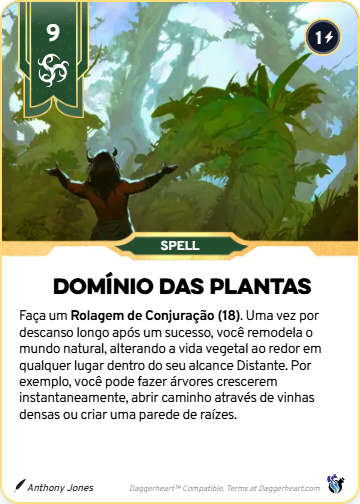 9
1
SPELL
DOMÍNIO DAS PLANTAS
Faça um Rolagem de Conjuração (18). Uma vez por
descanso longo após um sucesso, você remodela o
mundo natural, alterando a vida vegetal ao redor em
qualquer lugar dentro do seu alcance Distante. Por
exemplo, você pode fazer árvores crescerem
instantaneamente, abrir caminho através de vinhas
densas ou criar uma parede de raízes.
Anthony Jones
Daggerheart™ Compatible. Terms at Daggerheart.com